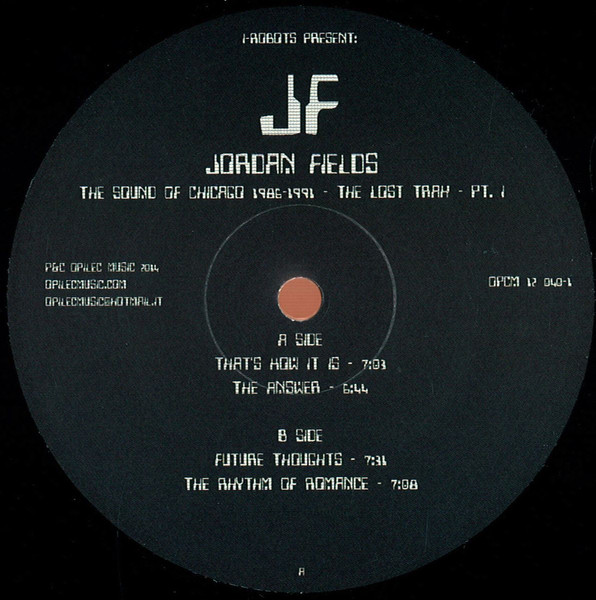 I-ROBOTS PRESENT:
JF
JORDAN FIELDS
THE SOUND OF CHICAGO 1986-1991 - THE LOST TRAX - PT. I
P&C OPILEC MUSIC 2014
OPILECMUSIC.COM
OPILECMUSIC@HOTMAIL.IT
OPCM 12 040-1
A SIDE
THAT'S HOW IT IS - 7:03
THE ANSWER - 6:44
B SIDE
FUTURE THOUGHTS - 7:31
THE RHYTHM OF ROMANCE - 7:08
A